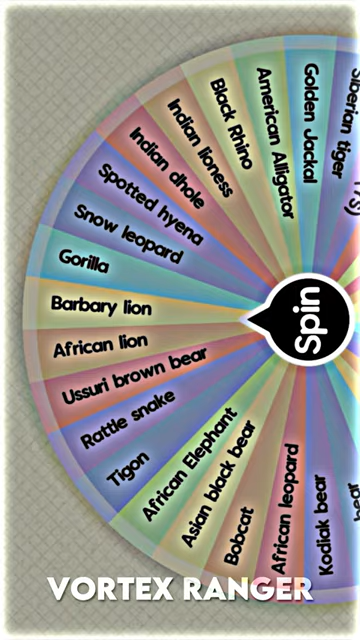 Siberian tiger
Golden Jackal
American Alligator
Black Rhino
Indian lioness
Indian dhole
Spotted hyena
Snow leopard
Gorilla
Barbary lion
African lion
Ussuri brown bear
Rattle snake
Tigon
African Elephant
Asian black bear
Bobcat
African leopard
Kodiak bear
bear
Spin
VORTEX RANGER